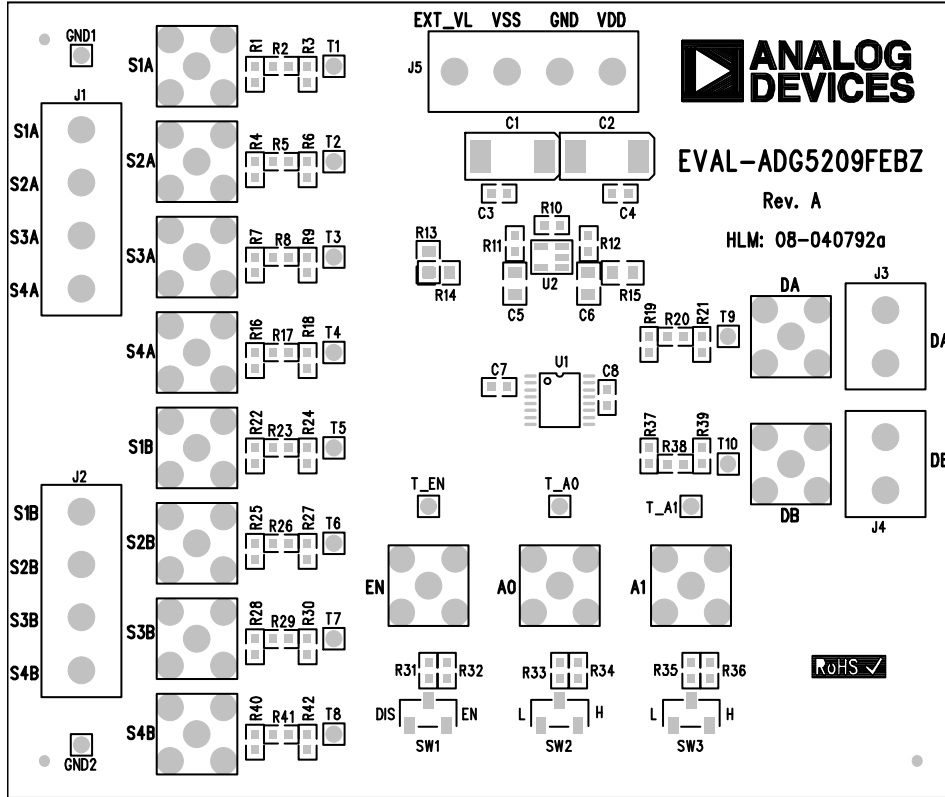 EXT_VL VSS GND VDD
GND1
S1A
R1 R2 R3 T1
J5
ANALOG
DEVICES
J1
S1A
C1 C2
S2A
R4 R5 R6 T2
EVAL-ADG5209FEBZ
S2A
C3 C4
Rev. A
R10
S3A
S3A
R7 R8 R9 T3
R13
R11 R12
HLM: 08-040792a
R14
U2
R15
S4A
C5 C6
J3
DA
R19 R20 R21 T9
DA
S4A
R16 R17 R18 T4
C7 U1 C8
S1B
R22 R23 R24 T5
R37 R38 R39 T10
DB
J2
T_EN T_A0 T_A1
DB
J4
S1B
S2B
R25 R26 R27 T6
S2B
EN A0 A1
S3B
S3B
R28 R29 R30 T7
S4B
R31 R32 R33 R34 R35 R36
RoHS ✓
S4B
R40 R41 R42 T8
DIS EN L H L H
SW1 SW2 SW3
GND2